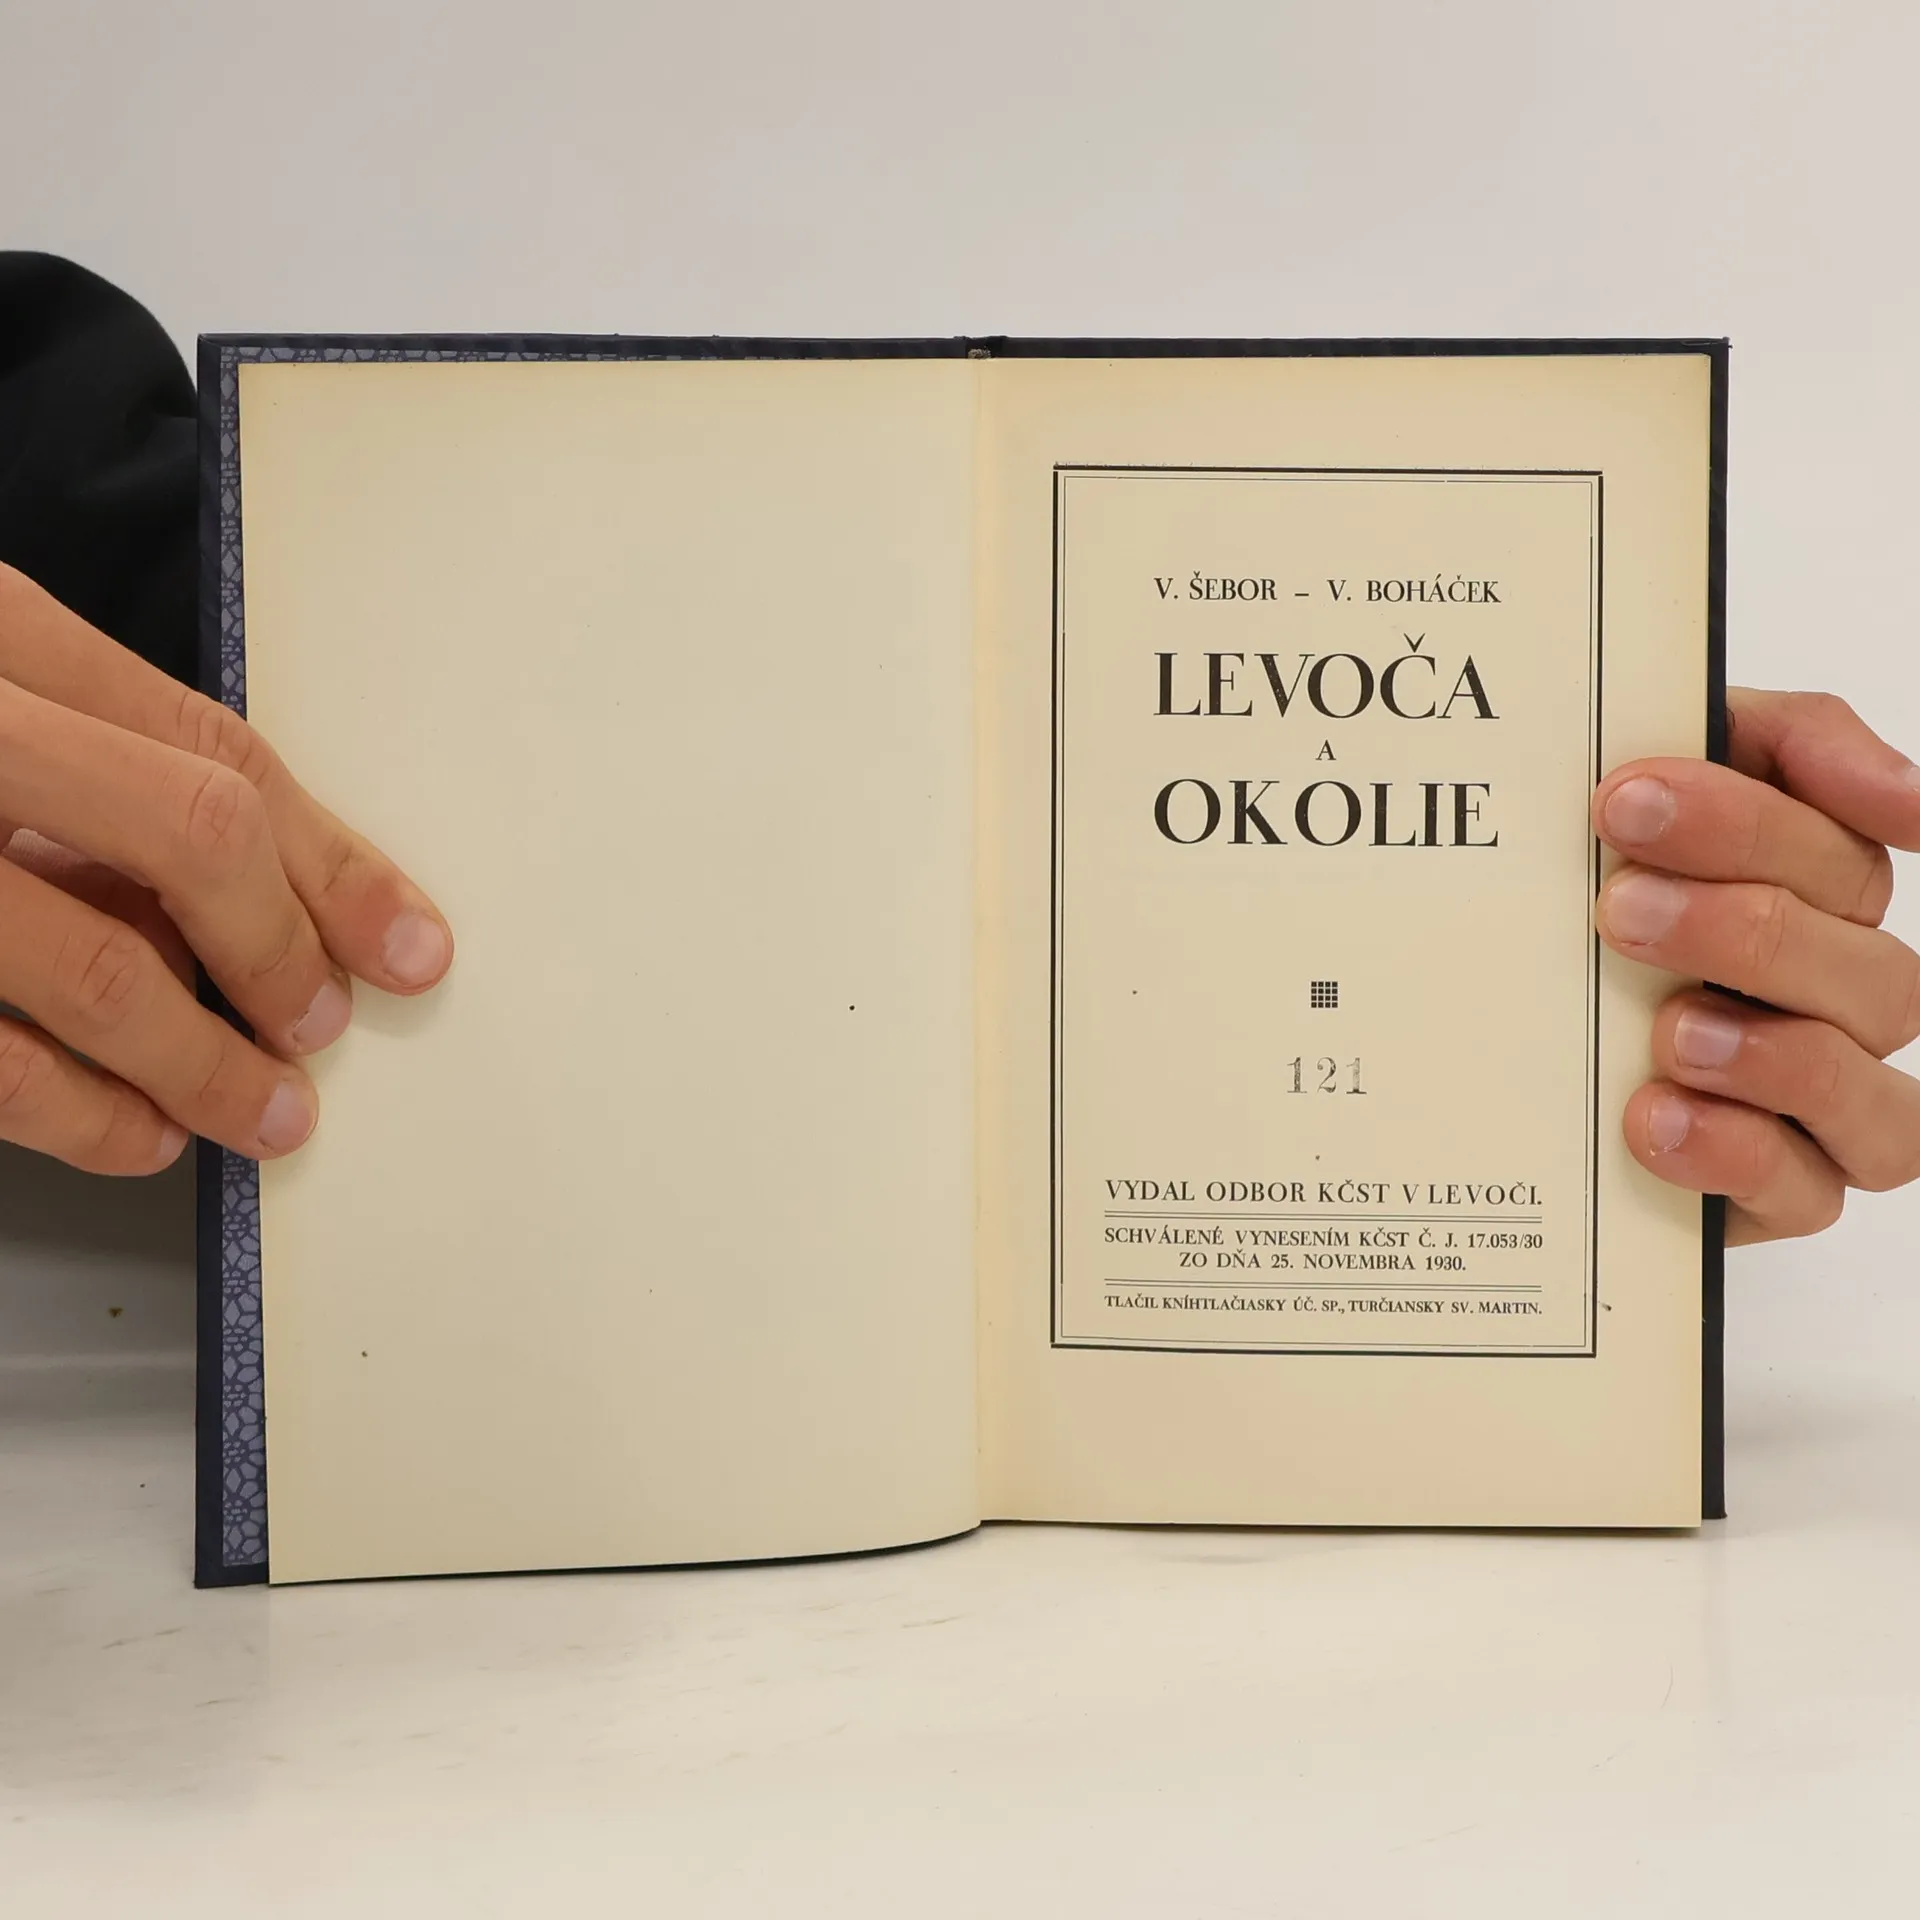 V. ŠEBOR – V. BOHÁČEK
LEVOČA
A
OKOLIE
121
VYDAL ODBOR KČST V LEVOČI.
SCHVÁLENÉ VYNESENÍM KČST Č. J. 17.053/30
ZO DŇA 25. NOVEMBRA 1930.
TLAČIL KNÍHTLAČIARSKY ÚČ. SP., TURČIANSKY SV. MARTIN.